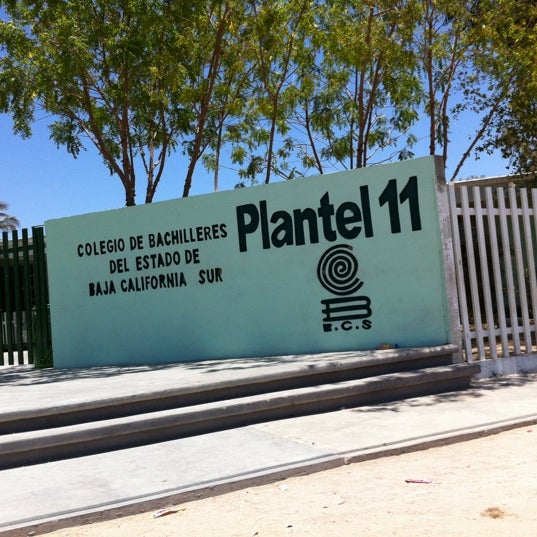 COLEGIO DE BACHILLERES
DEL ESTADO DE
BAJA CALIFORNIA SUR
Plantel 11
B.C.S